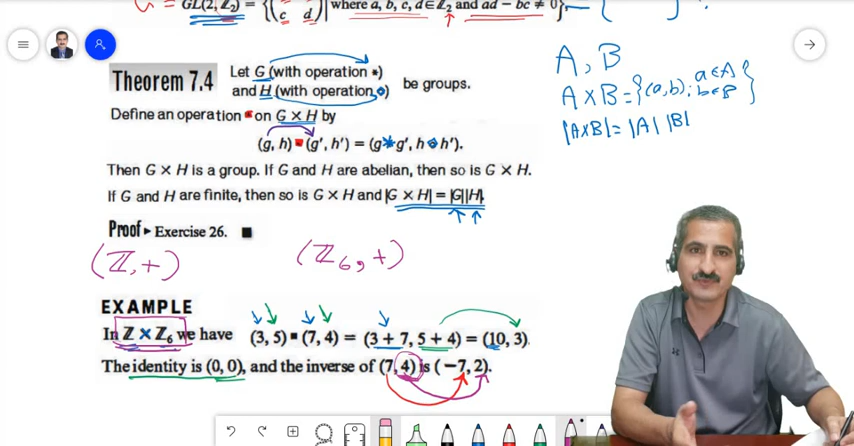 GL(2, Z₂) = {(c d)| where a, b, c, d∈Z₂ and ad − bc ≠ 0}
Theorem 7.4 Let G (with operation *)
and H (with operation ◇) be groups.
Define an operation ▪ on G × H by
(g, h) ▪ (g′, h′) = (g * g′, h ◇ h′).
Then G × H is a group. If G and H are abelian, then so is G × H.
If G and H are finite, then so is G × H and |G × H| = |G||H|.
Proof ▸ Exercise 26. ■
A, B
A×B = {(a,b); a∈A b∈B}
|A×B| = |A| |B|
(ℤ, +)
(ℤ₆, +)
EXAMPLE
In Z × Z₆ we have (3, 5) ▪ (7, 4) = (3 + 7, 5 + 4) = (10, 3).
The identity is (0, 0), and the inverse of (7, 4) is (−7, 2).